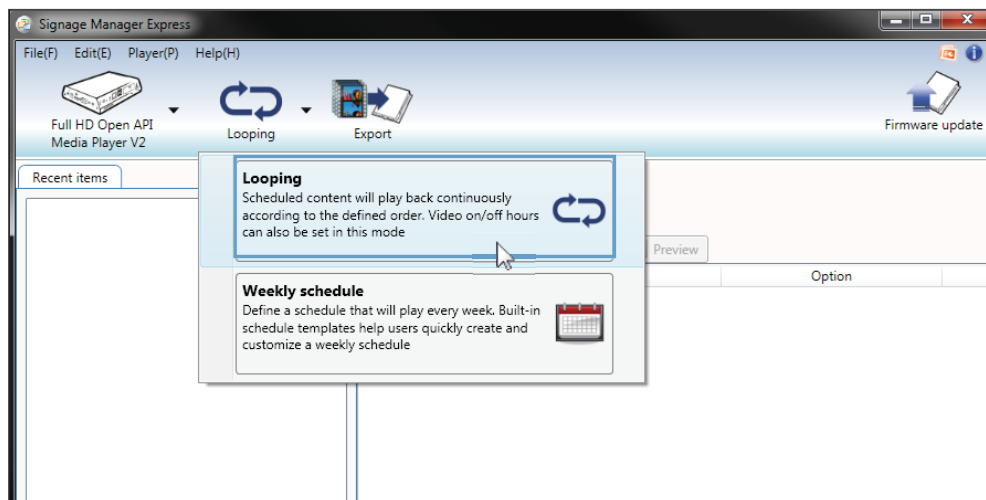 Signage Manager Express
File(F) Edit(E) Player(P) Help(H)
Full HD Open API
Media Player V2
Looping
Export
Firmware update
Recent items
Looping
Scheduled content will play back continuously
according to the defined order. Video on/off hours
can also be set in this mode
Preview
Option
Weekly schedule
Define a schedule that will play every week. Built-in
schedule templates help users quickly create and
customize a weekly schedule